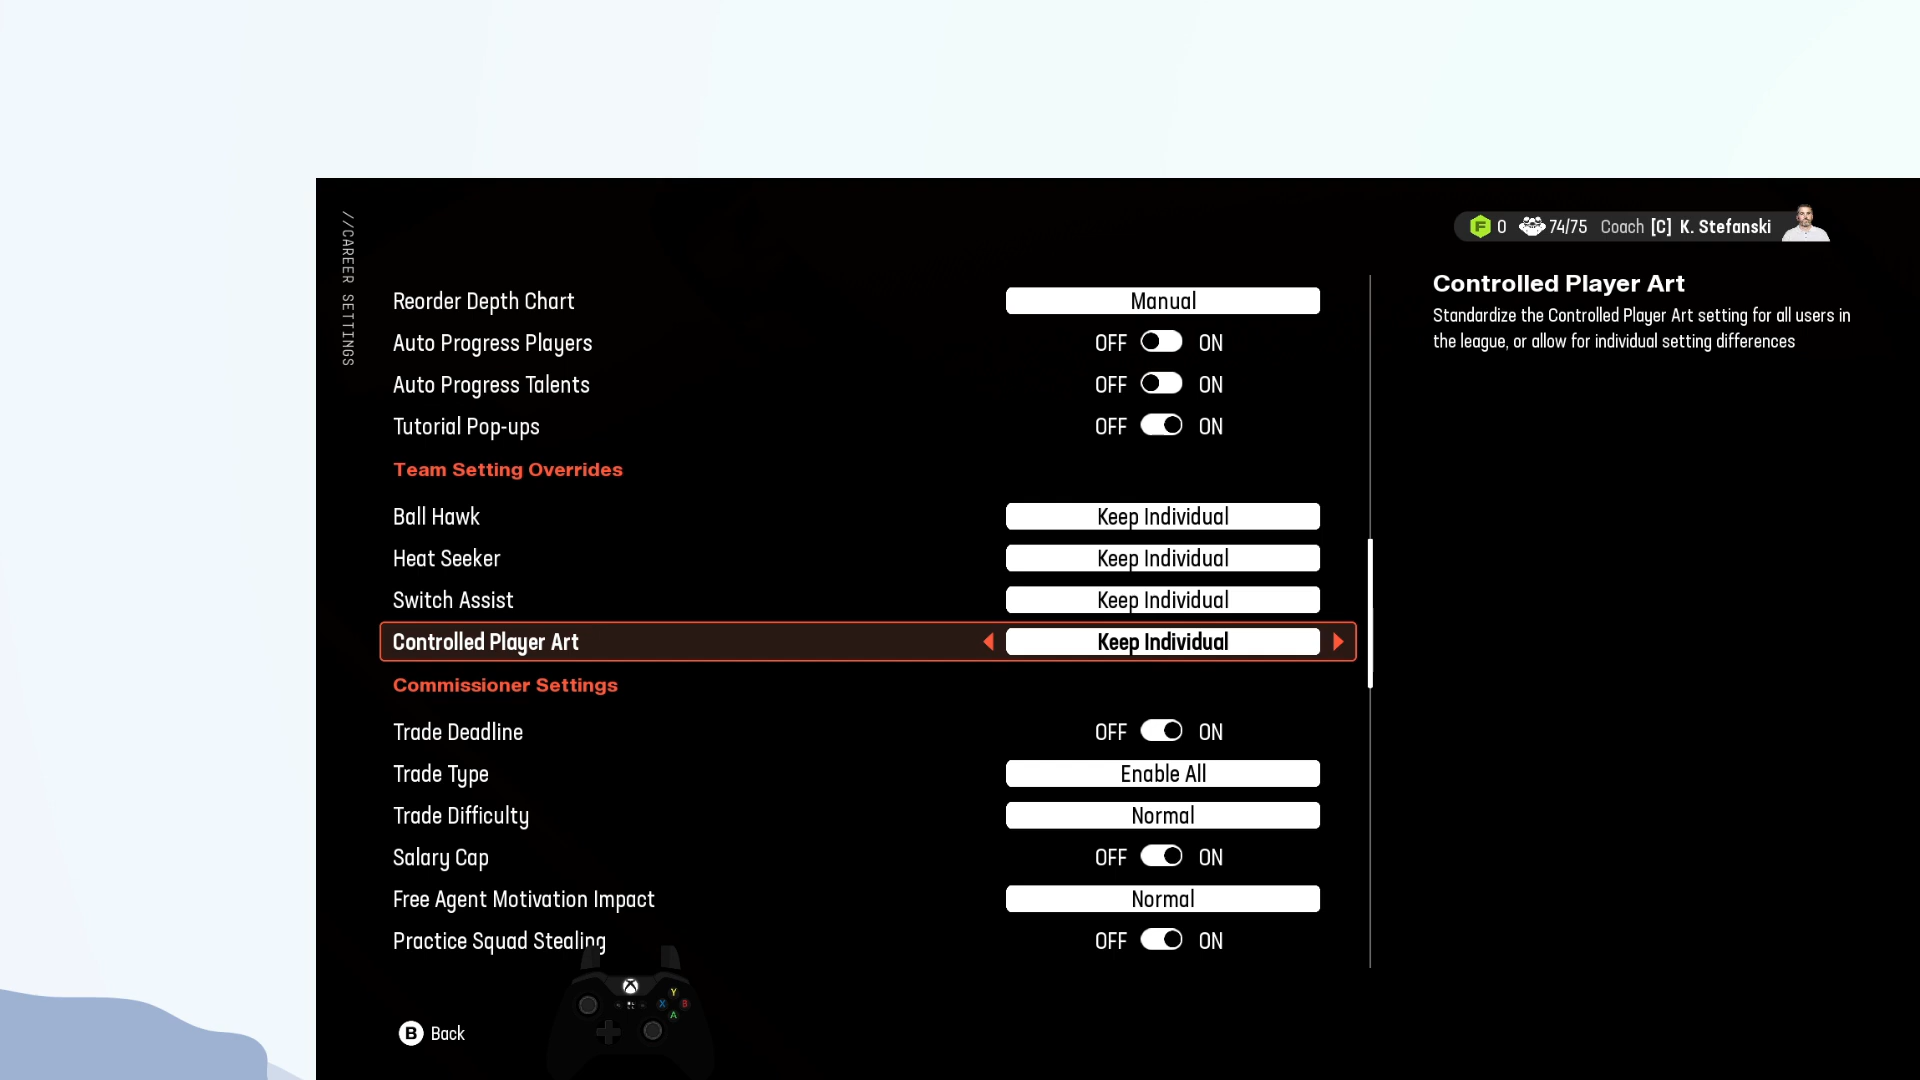 //CAREER SETTINGS
F 0 74/75 Coach [C] K. Stefanski
Reorder Depth Chart Manual
Auto Progress Players OFF ON
Auto Progress Talents OFF ON
Tutorial Pop-ups OFF ON
Team Setting Overrides
Ball Hawk Keep Individual
Heat Seeker Keep Individual
Switch Assist Keep Individual
Controlled Player Art Keep Individual
Commissioner Settings
Trade Deadline OFF ON
Trade Type Enable All
Trade Difficulty Normal
Salary Cap OFF ON
Free Agent Motivation Impact Normal
Practice Squad Stealing OFF ON
Controlled Player Art
Standardize the Controlled Player Art setting for all users in
the league, or allow for individual setting differences
Y
X B
A
B Back